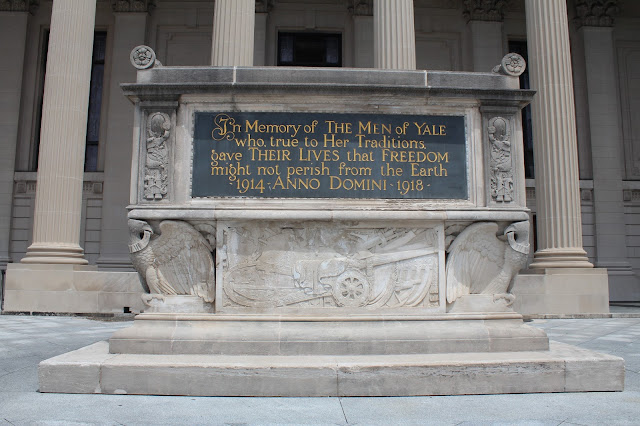 In Memory of THE MEN of YALE
who, true to Her Traditions,
gave THEIR LIVES that FREEDOM
might not perish from the Earth
·1914·ANNO DOMINI·1918·